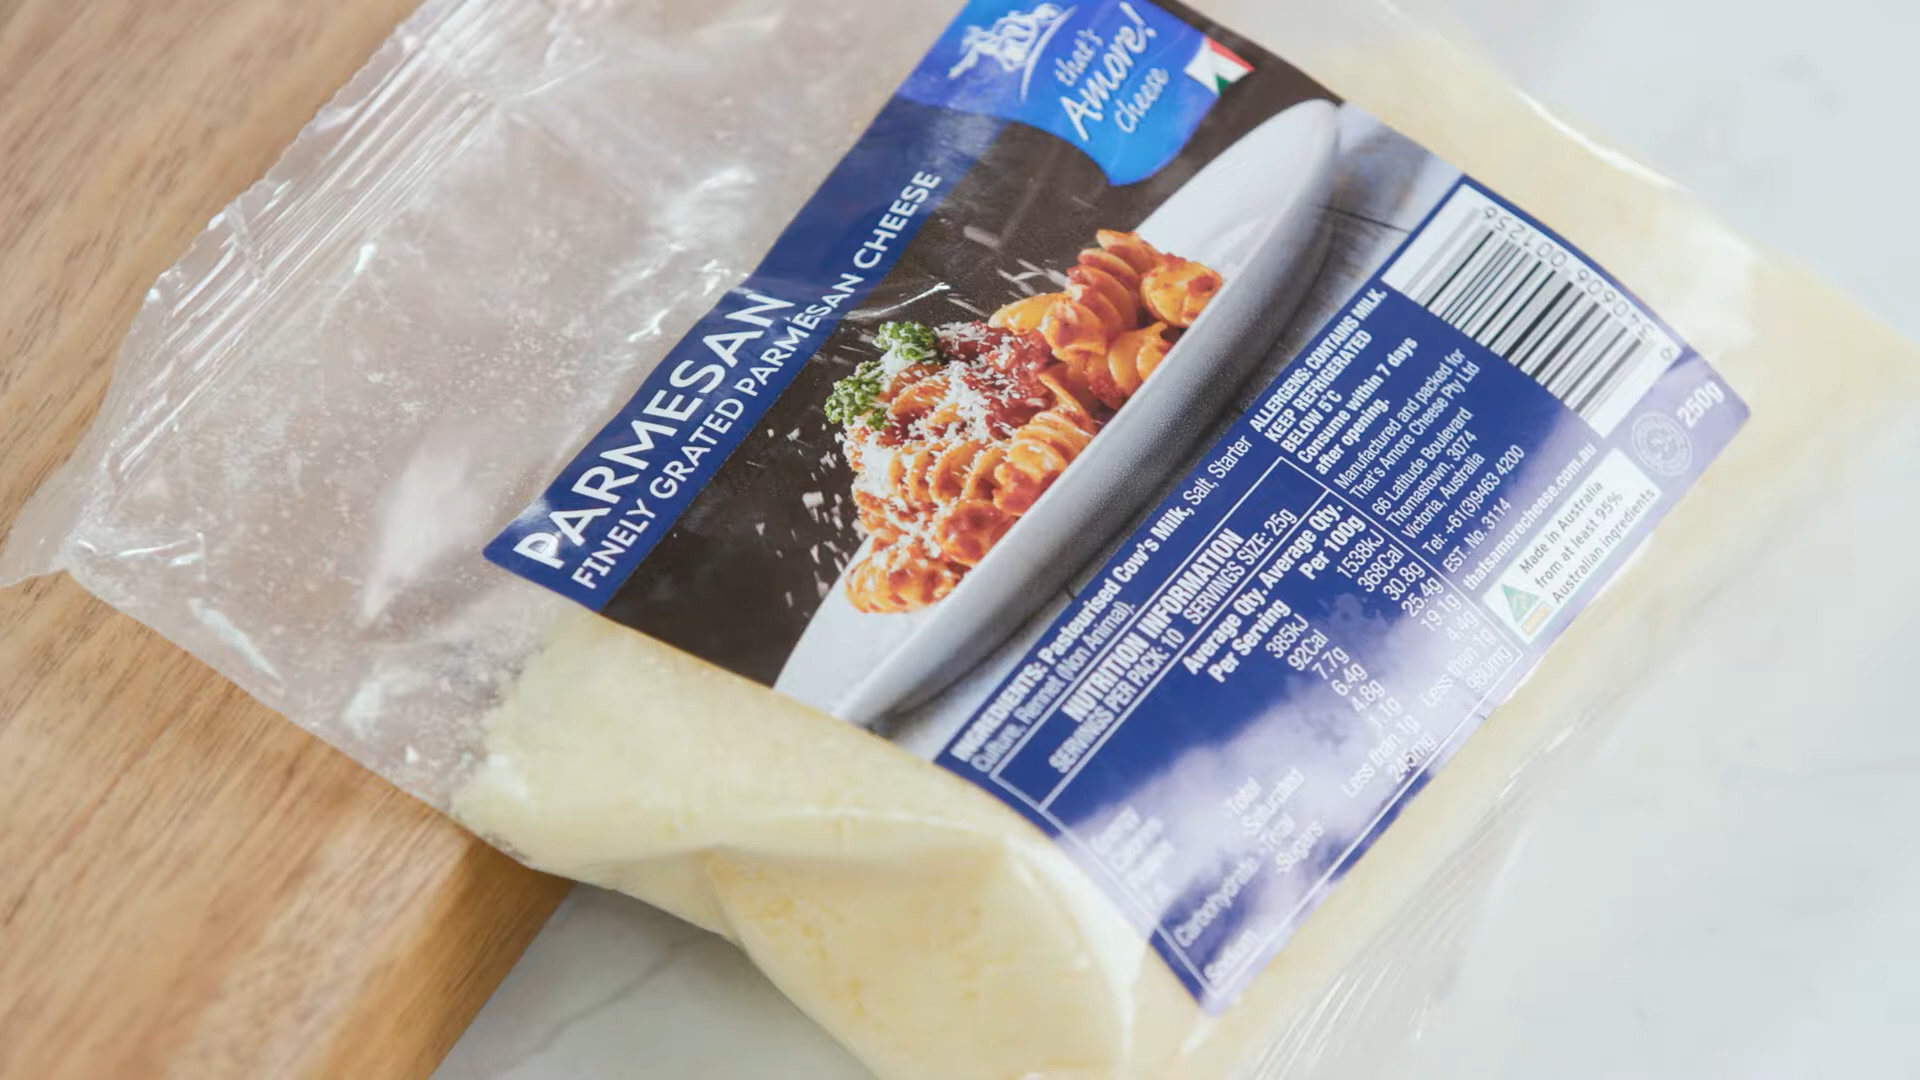 that's
Amore!
cheese
PARMESAN
FINELY GRATED PARMESAN CHEESE
INGREDIENTS: Pasteurised Cow's Milk, Salt, Starter
Culture, Rennet (Non Animal).
NUTRITION INFORMATION
SERVINGS PER PACK: 10 SERVINGS SIZE: 25g
Average Qty. Average Qty.
Per Serving Per 100g
385kJ 1538kJ
92Cal 368Cal
7.7g 30.8g
6.4g 25.4g
Total
4.8g 19.1g
-Saturated
1.1g 4.4g
Carbohydrate -Total
Less than 1g Less than 1g
-Sugars
Sodium 245mg 980mg
ALLERGENS: CONTAINS MILK.
KEEP REFRIGERATED
BELOW 5°C
Consume within 7 days
after opening.
Manufactured and packed for
That's Amore Cheese Pty Ltd
66 Latitude Boulevard
Thomastown, 3074
Victoria, Australia
Tel: +61(3)9463 4200
EST. No. 3114
thatsamorecheese.com.au
Made in Australia
from at least 95%
Australian ingredients
250g